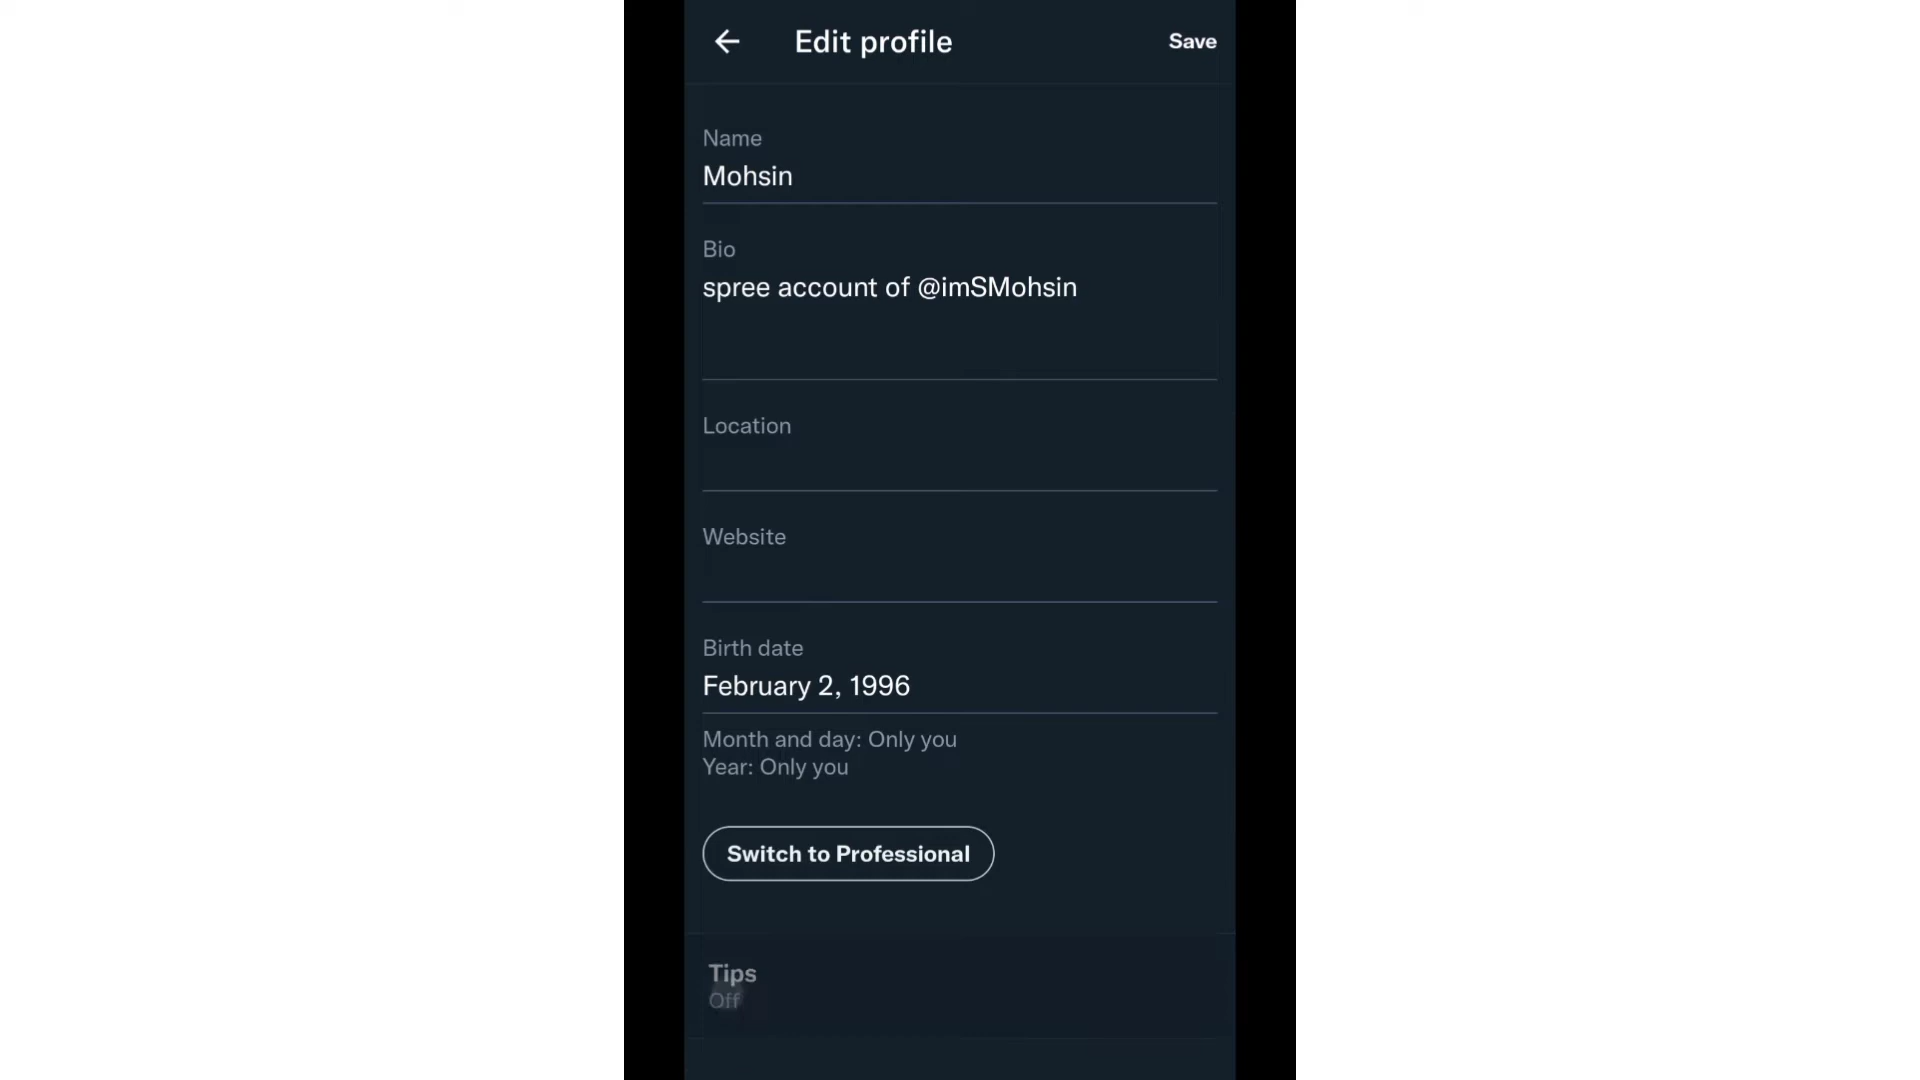 Edit profile
Save
Name
Mohsin
Bio
spree account of @imSMohsin
Location
Website
Birth date
February 2, 1996
Month and day: Only you
Year: Only you
Switch to Professional
Tips
Off